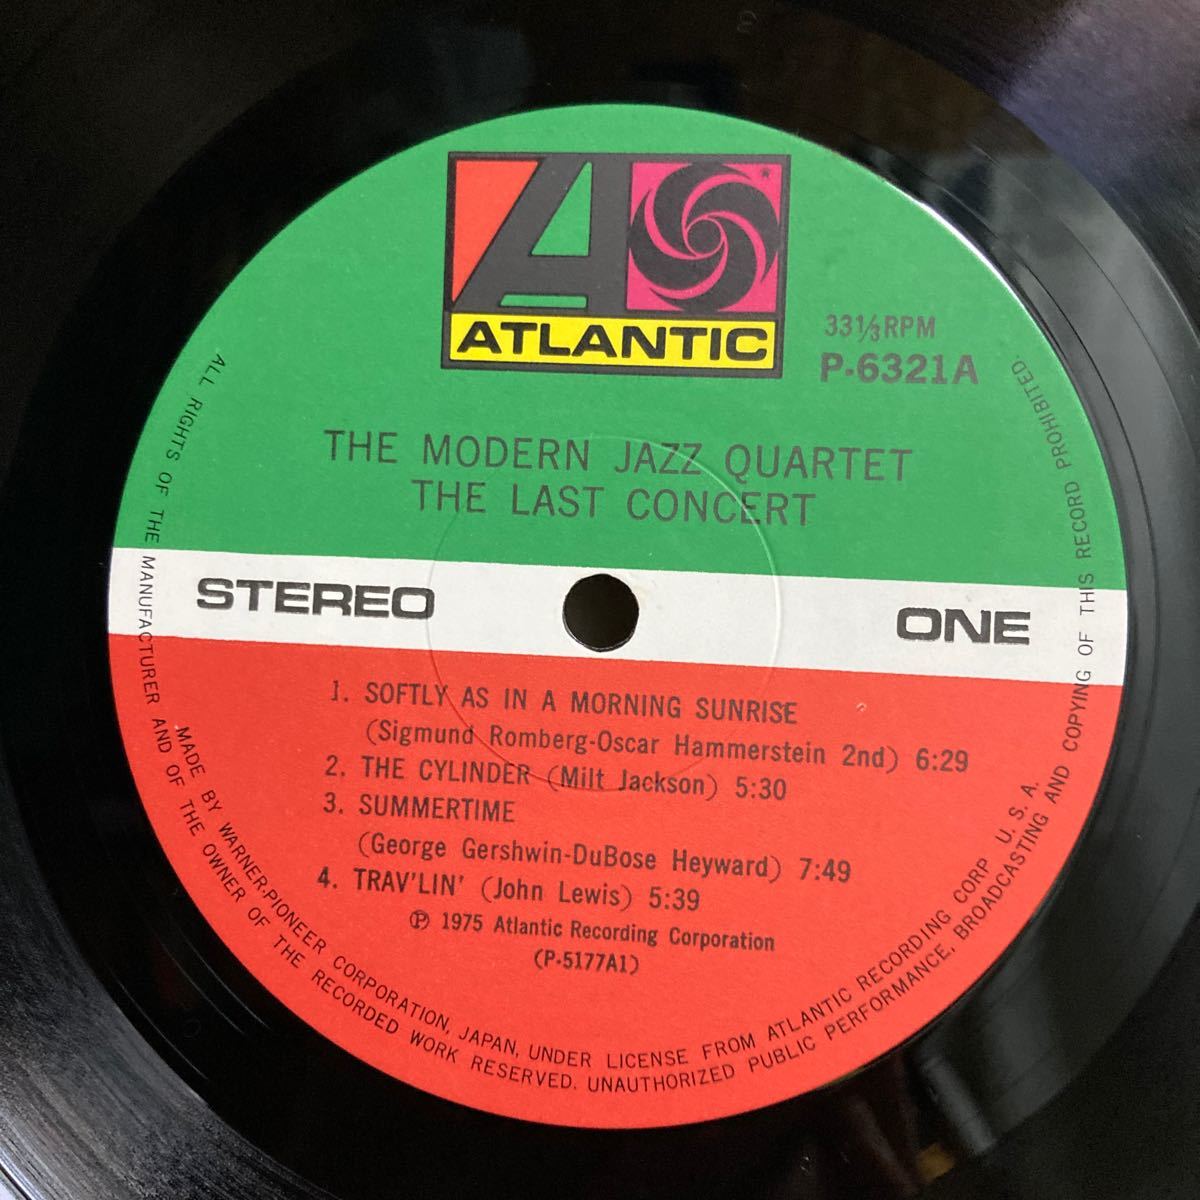 A
ATLANTIC
®
33⅓RPM
P-6321A
THE MODERN JAZZ QUARTET
THE LAST CONCERT
STEREO
ONE
1. SOFTLY AS IN A MORNING SUNRISE
(Sigmund Romberg-Oscar Hammerstein 2nd) 6:29
2. THE CYLINDER (Milt Jackson) 5:30
3. SUMMERTIME
(George Gershwin-DuBose Heyward) 7:49
4. TRAV'LIN' (John Lewis) 5:39
Ⓟ 1975 Atlantic Recording Corporation
(P-5177A1)
MADE BY WARNER-PIONEER CORPORATION, JAPAN, UNDER LICENSE FROM ATLANTIC RECORDING CORP U. S. A.
ALL RIGHTS OF THE MANUFACTURER AND OF THE OWNER OF THE RECORDED WORK RESERVED. UNAUTHORIZED PUBLIC PERFORMANCE, BROADCASTING AND COPYING OF THIS RECORD PROHIBITED.